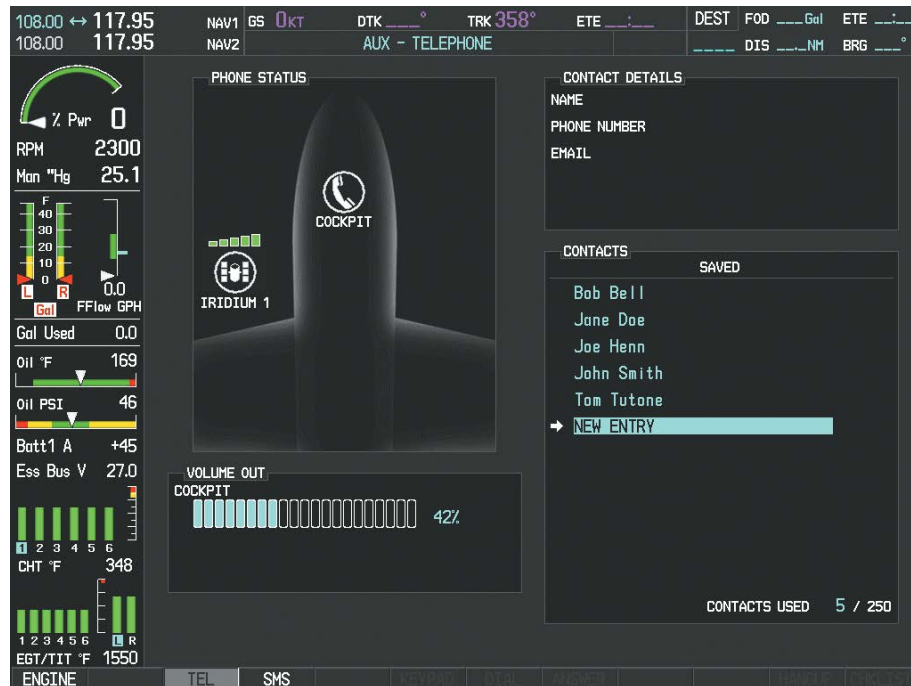 108.00 ↔ 117.95 NAV1 GS 0KT DTK ___° TRK 358° ETE __:__ DEST FOD ___Gal ETE __:__
108.00 117.95 NAV2 AUX - TELEPHONE ____ DIS __._NM BRG ___°
% Pwr 0
RPM 2300
Man "Hg 25.1
F
40
30
20
10
0
L R
Gal
0.0
FFlow GPH
Gal Used 0.0
Oil °F 169
Oil PSI 46
Batt1 A +45
Ess Bus V 27.0
1 2 3 4 5 6
CHT °F 348
1 2 3 4 5 6 L R
EGT/TIT °F 1550
PHONE STATUS
COCKPIT
IRIDIUM 1
VOLUME OUT
COCKPIT
42%
CONTACT DETAILS
NAME
PHONE NUMBER
EMAIL
CONTACTS
SAVED
Bob Bell
Jane Doe
Joe Henn
John Smith
Tom Tutone
NEW ENTRY
CONTACTS USED 5 / 250
ENGINE TEL SMS KEYPAD DIAL ANSWER HANGUP CHKLIST